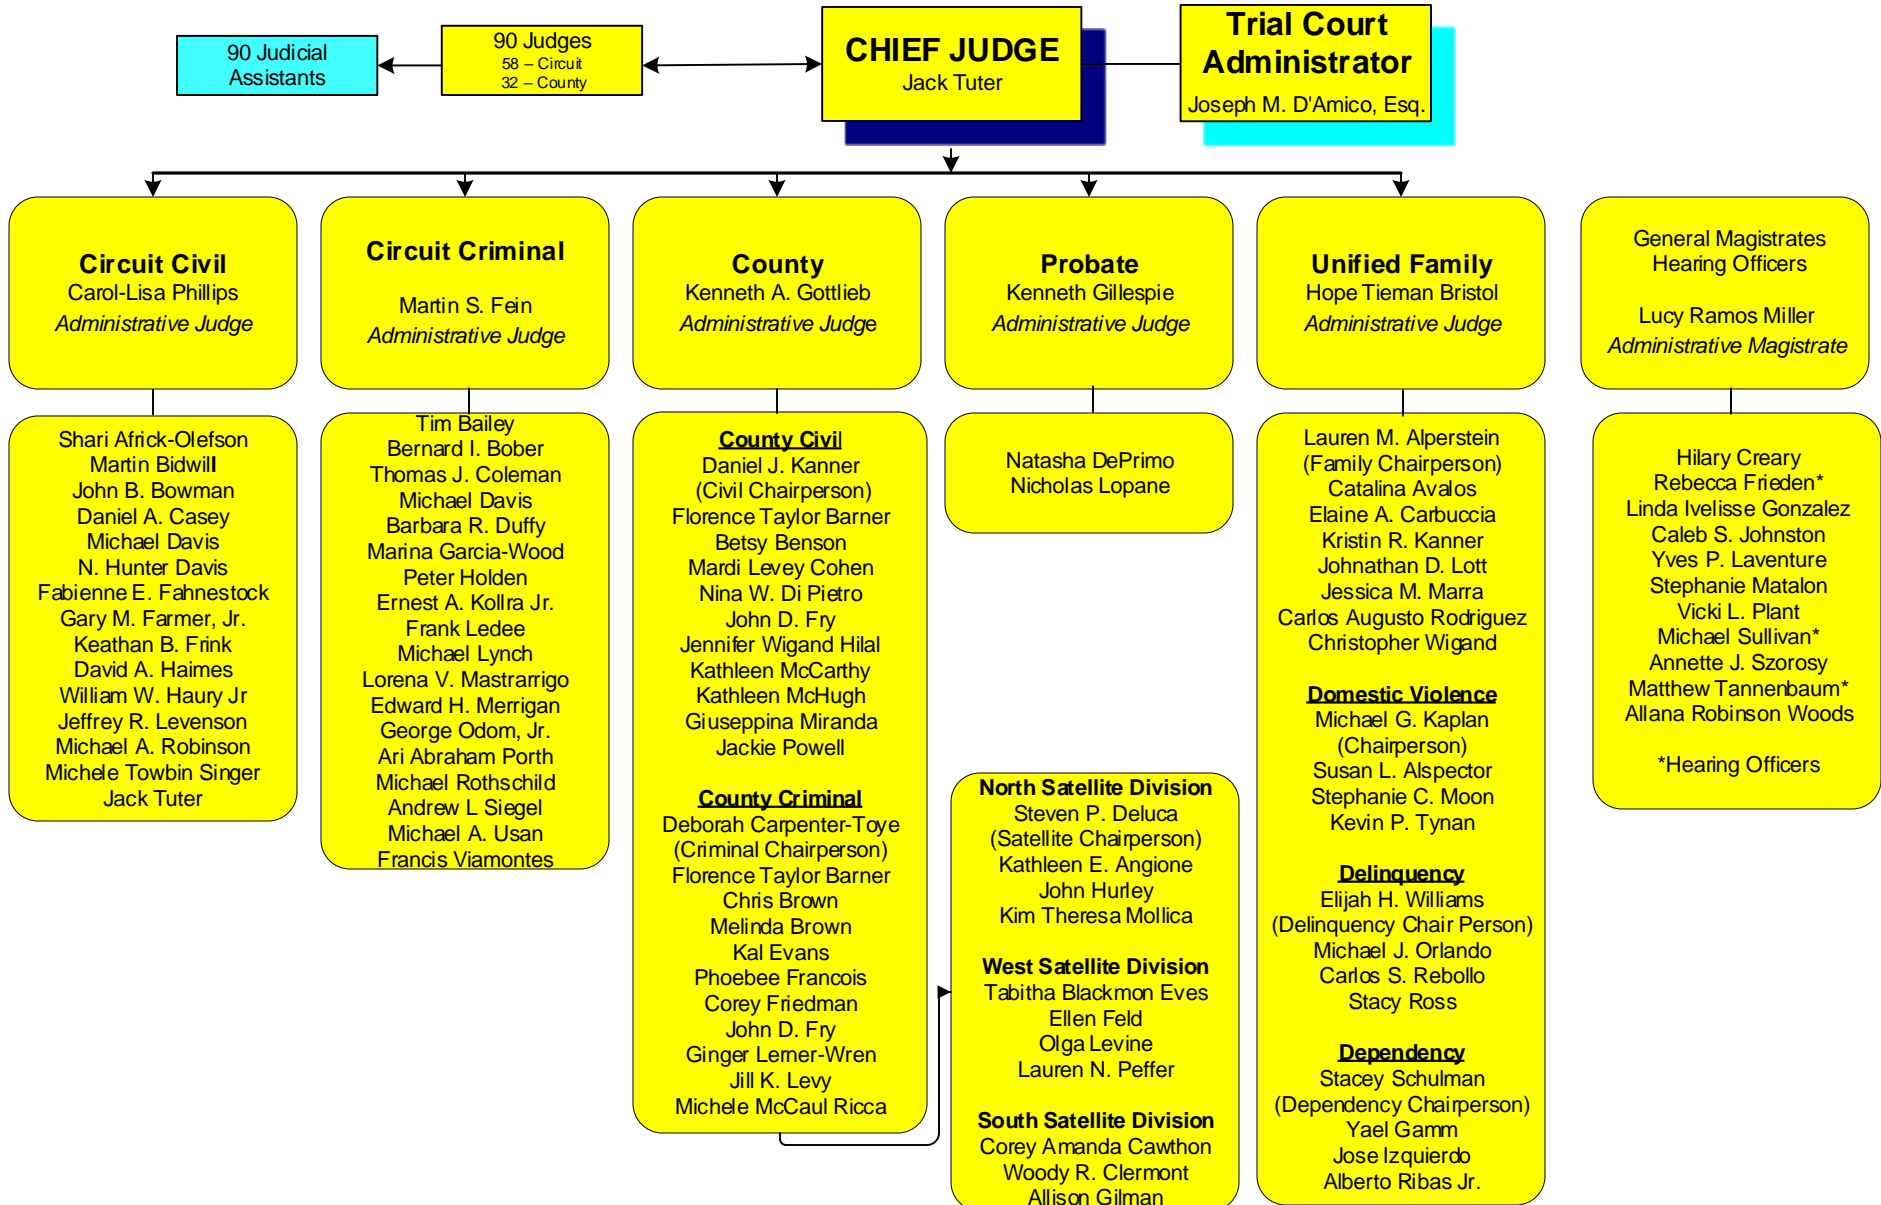 90 Judicial
Assistants
90 Judges
58 – Circuit
32 – County
CHIEF JUDGE
Jack Tuter
Trial Court
Administrator
Joseph M. D'Amico, Esq.
Circuit Civil
Carol-Lisa Phillips
Administrative Judge
Circuit Criminal
Martin S. Fein
Administrative Judge
County
Kenneth A. Gottlieb
Administrative Judge
Probate
Kenneth Gillespie
Administrative Judge
Unified Family
Hope Tieman Bristol
Administrative Judge
General Magistrates
Hearing Officers
Lucy Ramos Miller
Administrative Magistrate
Shari Africk-Olefson
Martin Bidwill
John B. Bowman
Daniel A. Casey
Michael Davis
N. Hunter Davis
Fabienne E. Fahnestock
Gary M. Farmer, Jr.
Keathan B. Frink
David A. Haimes
William W. Haury Jr
Jeffrey R. Levenson
Michael A. Robinson
Michele Towbin Singer
Jack Tuter
Tim Bailey
Bernard I. Bober
Thomas J. Coleman
Michael Davis
Barbara R. Duffy
Marina Garcia-Wood
Peter Holden
Ernest A. Kollra Jr.
Frank Ledee
Michael Lynch
Lorena V. Mastrarrigo
Edward H. Merrigan
George Odom, Jr.
Ari Abraham Porth
Michael Rothschild
Andrew L Siegel
Michael A. Usan
Francis Viamontes
County Civil
Daniel J. Kanner
(Civil Chairperson)
Florence Taylor Barner
Betsy Benson
Mardi Levey Cohen
Nina W. Di Pietro
John D. Fry
Jennifer Wigand Hilal
Kathleen McCarthy
Kathleen McHugh
Giuseppina Miranda
Jackie Powell
County Criminal
Deborah Carpenter-Toye
(Criminal Chairperson)
Florence Taylor Barner
Chris Brown
Melinda Brown
Kal Evans
Phoebee Francois
Corey Friedman
John D. Fry
Ginger Lerner-Wren
Jill K. Levy
Michele McCaul Ricca
Natasha DePrimo
Nicholas Lopane
North Satellite Division
Steven P. Deluca
(Satellite Chairperson)
Kathleen E. Angione
John Hurley
Kim Theresa Mollica
West Satellite Division
Tabitha Blackmon Eves
Ellen Feld
Olga Levine
Lauren N. Peffer
South Satellite Division
Corey Amanda Cawthon
Woody R. Clermont
Allison Gilman
Lauren M. Alperstein
(Family Chairperson)
Catalina Avalos
Elaine A. Carbuccia
Kristin R. Kanner
Johnathan D. Lott
Jessica M. Marra
Carlos Augusto Rodriguez
Christopher Wigand
Domestic Violence
Michael G. Kaplan
(Chairperson)
Susan L. Alspector
Stephanie C. Moon
Kevin P. Tynan
Delinquency
Elijah H. Williams
(Delinquency Chair Person)
Michael J. Orlando
Carlos S. Rebollo
Stacy Ross
Dependency
Stacey Schulman
(Dependency Chairperson)
Yael Gamm
Jose Izquierdo
Alberto Ribas Jr.
Hilary Creary
Rebecca Frieden*
Linda Ivelisse Gonzalez
Caleb S. Johnston
Yves P. Laventure
Stephanie Matalon
Vicki L. Plant
Michael Sullivan*
Annette J. Szorosy
Matthew Tannenbaum*
Allana Robinson Woods
*Hearing Officers